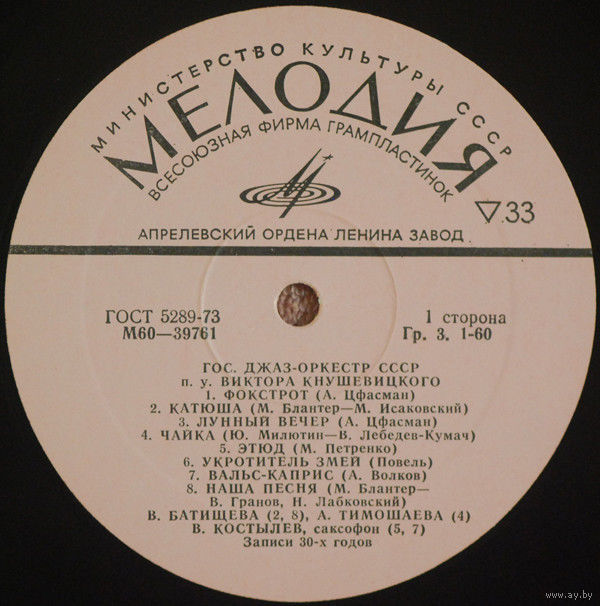 МИНИСТЕРСТВО КУЛЬТУРЫ СССР
МЕЛОДИЯ
ВСЕСОЮЗНАЯ ФИРМА ГРАМПЛАСТИНОК
33
АПРЕЛЕВСКИЙ ОРДЕНА ЛЕНИНА ЗАВОД
ГОСТ 5289-73
М60—39761
1 сторона
Гр. 3. 1-60
ГОС. ДЖАЗ-ОРКЕСТР СССР
п. у. ВИКТОРА КНУШЕВИЦКОГО
1. ФОКСТРОТ (А. Цфасман)
2. КАТЮША (М. Блантер—М. Исаковский)
3. ЛУННЫЙ ВЕЧЕР (А. Цфасман)
4. ЧАЙКА (Ю. Милютин—В. Лебедев-Кумач)
5. ЭТЮД (М. Петренко)
6. УКРОТИТЕЛЬ ЗМЕЙ (Повель)
7. ВАЛЬС-КАПРИС (А. Волков)
8. НАША ПЕСНЯ (М. Блантер—
В. Гранов, Н. Лабковский)
В. БАТИЩЕВА (2, 8), А. ТИМОШАЕВА (4)
В. КОСТЫЛЕВ, саксофон (5, 7)
Записи 30-х годов
www.ay.by